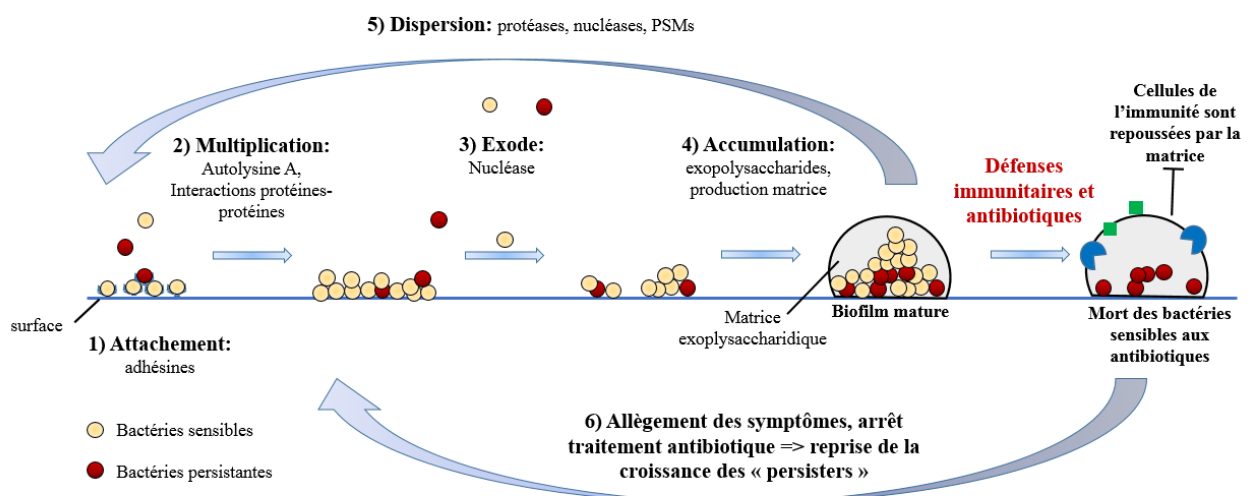 5) Dispersion: protéases, nucléases, PSMs
Cellules de
l’immunité sont
repoussées par la
matrice
2) Multiplication:
Autolysine A,
Interactions protéines-
protéines
3) Exode:
Nucléase
4) Accumulation:
exopolysaccharides,
production matrice
Défenses
immunitaires et
antibiotiques
surface
1) Attachement:
adhésines
Matrice
exoplysaccharidique
Biofilm mature
Mort des bactéries
sensibles aux
antibiotiques
Bactéries sensibles
Bactéries persistantes
6) Allègement des symptômes, arrêt
traitement antibiotique => reprise de la
croissance des « persisters »